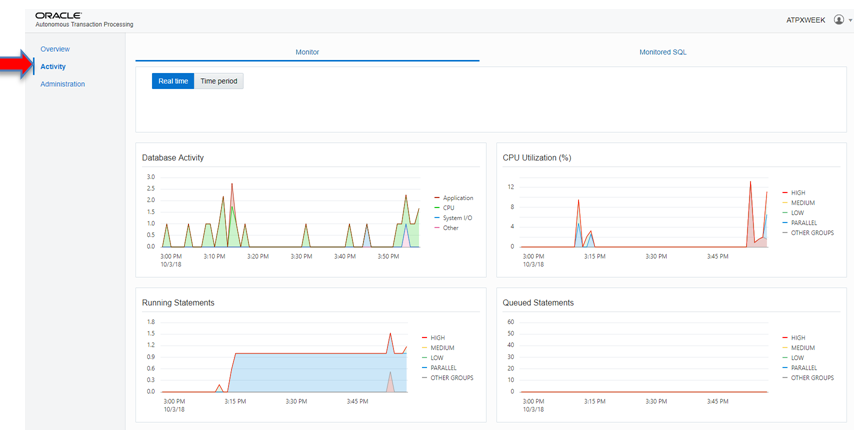 ORACLE
Autonomous Transaction Processing
ATPXWEEK
Overview
Activity
Administration
Monitor
Monitored SQL
Real time
Time period
Database Activity
3.0
2.5
2.0
1.5
1.0
0.5
0.0
3:00 PM 3:10 PM 3:20 PM 3:30 PM 3:40 PM 3:50 PM
10/3/18
Application
CPU
System I/O
Other
CPU Utilization (%)
12
8
4
0
3:00 PM 3:15 PM 3:30 PM 3:45 PM
10/3/18
HIGH
MEDIUM
LOW
PARALLEL
OTHER GROUPS
Running Statements
1.8
1.5
1.2
0.9
0.6
0.3
0.0
3:00 PM 3:15 PM 3:30 PM 3:45 PM
10/3/18
HIGH
MEDIUM
LOW
PARALLEL
OTHER GROUPS
Queued Statements
60
50
40
30
20
10
0
3:00 PM 3:15 PM 3:30 PM 3:45 PM
10/3/18
HIGH
MEDIUM
LOW
PARALLEL
OTHER GROUPS